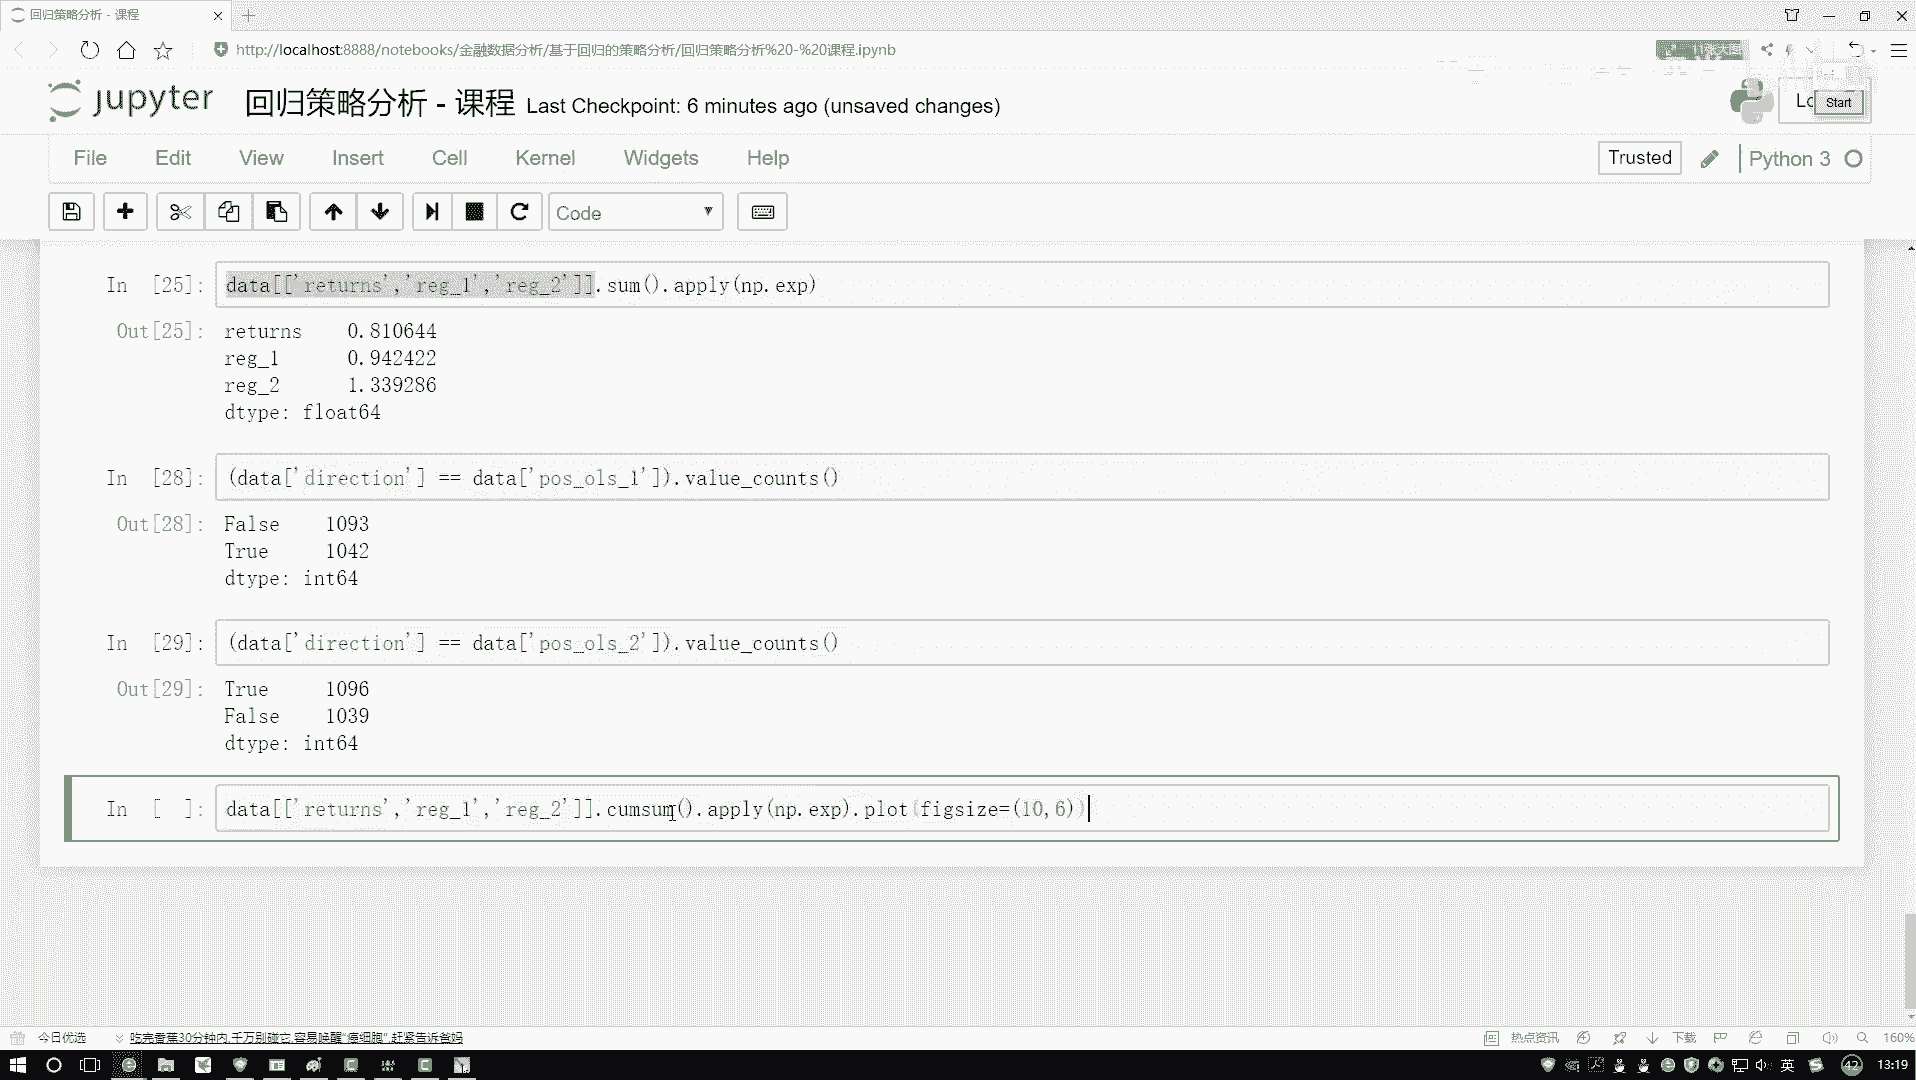 回归策略分析 - 课程
http://localhost:8888/notebooks/金融数据分析/基于回归的策略分析/回归策略分析%20-%20课程.ipynb
11张大图
jupyter
回归策略分析 - 课程 Last Checkpoint: 6 minutes ago (unsaved changes)
Start
File Edit View Insert Cell Kernel Widgets Help
Trusted
Python 3
Code
In [25]: data[['returns','reg_1','reg_2']].sum().apply(np.exp)
Out[25]: returns 0.810644
reg_1 0.942422
reg_2 1.339286
dtype: float64
In [28]: (data['direction'] == data['pos_ols_1']).value_counts()
Out[28]: False 1093
True 1042
dtype: int64
In [29]: (data['direction'] == data['pos_ols_2']).value_counts()
Out[29]: True 1096
False 1039
dtype: int64
In [ ]: data[['returns','reg_1','reg_2']].cumsum().apply(np.exp).plot(figsize=(10,6))
今日优选
吃完香蕉30分钟内,千万别碰它,容易唤醒"癌细胞",赶紧告诉爸妈
热点资讯
下载
160%
英
42
13:19